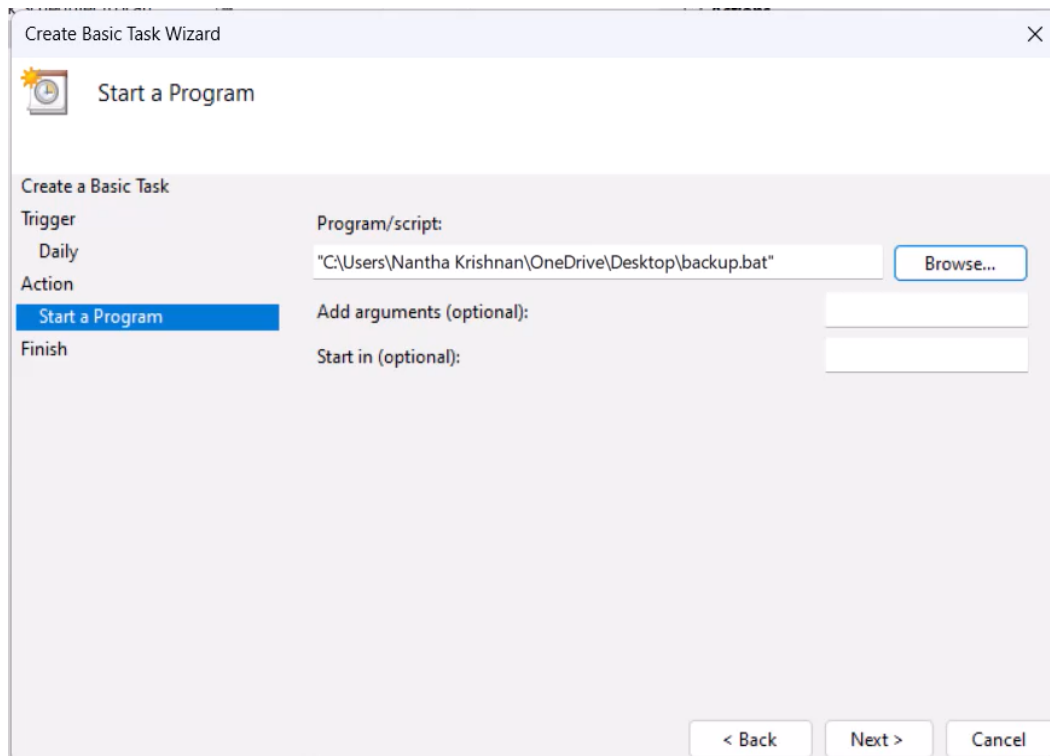 Create Basic Task Wizard
Start a Program
Create a Basic Task
Trigger
Daily
Action
Start a Program
Finish
Program/script:
"C:\Users\Nantha Krishnan\OneDrive\Desktop\backup.bat"
Browse...
Add arguments (optional):
Start in (optional):
< Back
Next >
Cancel